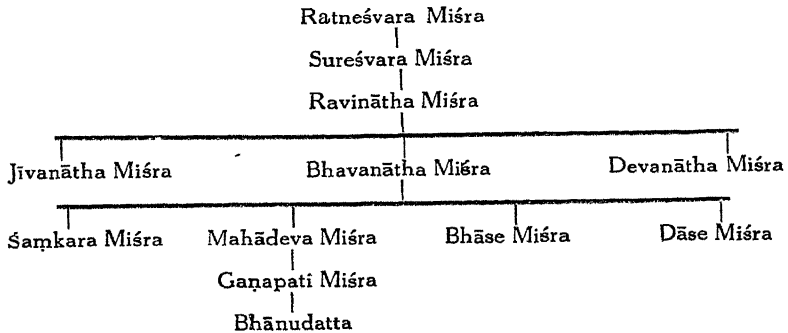 Ratneśvara Miśra
Sureśvara Miśra
Ravinātha Miśra
Jīvanātha Miśra Bhavanātha Miśra Devanātha Miśra
Śaṃkara Miśra Mahādeva Miśra Bhāse Miśra Dāse Miśra
Gaṇapati Miśra
Bhānudatta